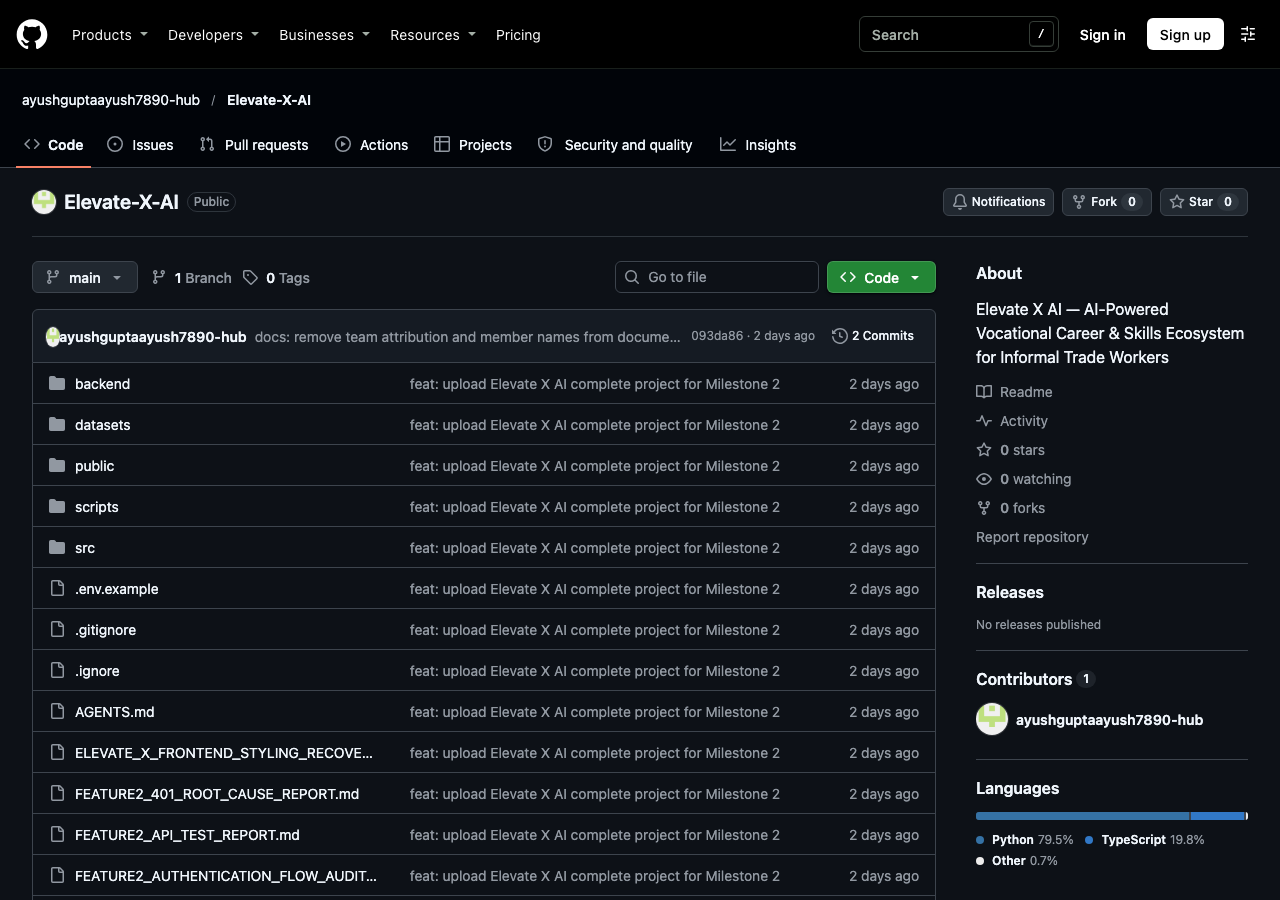 Products Developers Businesses Resources Pricing Search / Sign in Sign up
ayushguptaayush7890-hub / Elevate-X-AI
Code Issues Pull requests Actions Projects Security and quality Insights
Elevate-X-AI Public Notifications Fork 0 Star 0
main 1 Branch 0 Tags Go to file Code
ayushguptaayush7890-hub docs: remove team attribution and member names from docume... 093da86 · 2 days ago 2 Commits
backend feat: upload Elevate X AI complete project for Milestone 2 2 days ago
datasets feat: upload Elevate X AI complete project for Milestone 2 2 days ago
public feat: upload Elevate X AI complete project for Milestone 2 2 days ago
scripts feat: upload Elevate X AI complete project for Milestone 2 2 days ago
src feat: upload Elevate X AI complete project for Milestone 2 2 days ago
.env.example feat: upload Elevate X AI complete project for Milestone 2 2 days ago
.gitignore feat: upload Elevate X AI complete project for Milestone 2 2 days ago
.ignore feat: upload Elevate X AI complete project for Milestone 2 2 days ago
AGENTS.md feat: upload Elevate X AI complete project for Milestone 2 2 days ago
ELEVATE_X_FRONTEND_STYLING_RECOVE... feat: upload Elevate X AI complete project for Milestone 2 2 days ago
FEATURE2_401_ROOT_CAUSE_REPORT.md feat: upload Elevate X AI complete project for Milestone 2 2 days ago
FEATURE2_API_TEST_REPORT.md feat: upload Elevate X AI complete project for Milestone 2 2 days ago
FEATURE2_AUTHENTICATION_FLOW_AUDIT... feat: upload Elevate X AI complete project for Milestone 2 2 days ago
About
Elevate X AI — AI-Powered
Vocational Career & Skills Ecosystem
for Informal Trade Workers
Readme
Activity
0 stars
0 watching
0 forks
Report repository
Releases
No releases published
Contributors 1
ayushguptaayush7890-hub
Languages
Python 79.5% TypeScript 19.8%
Other 0.7%